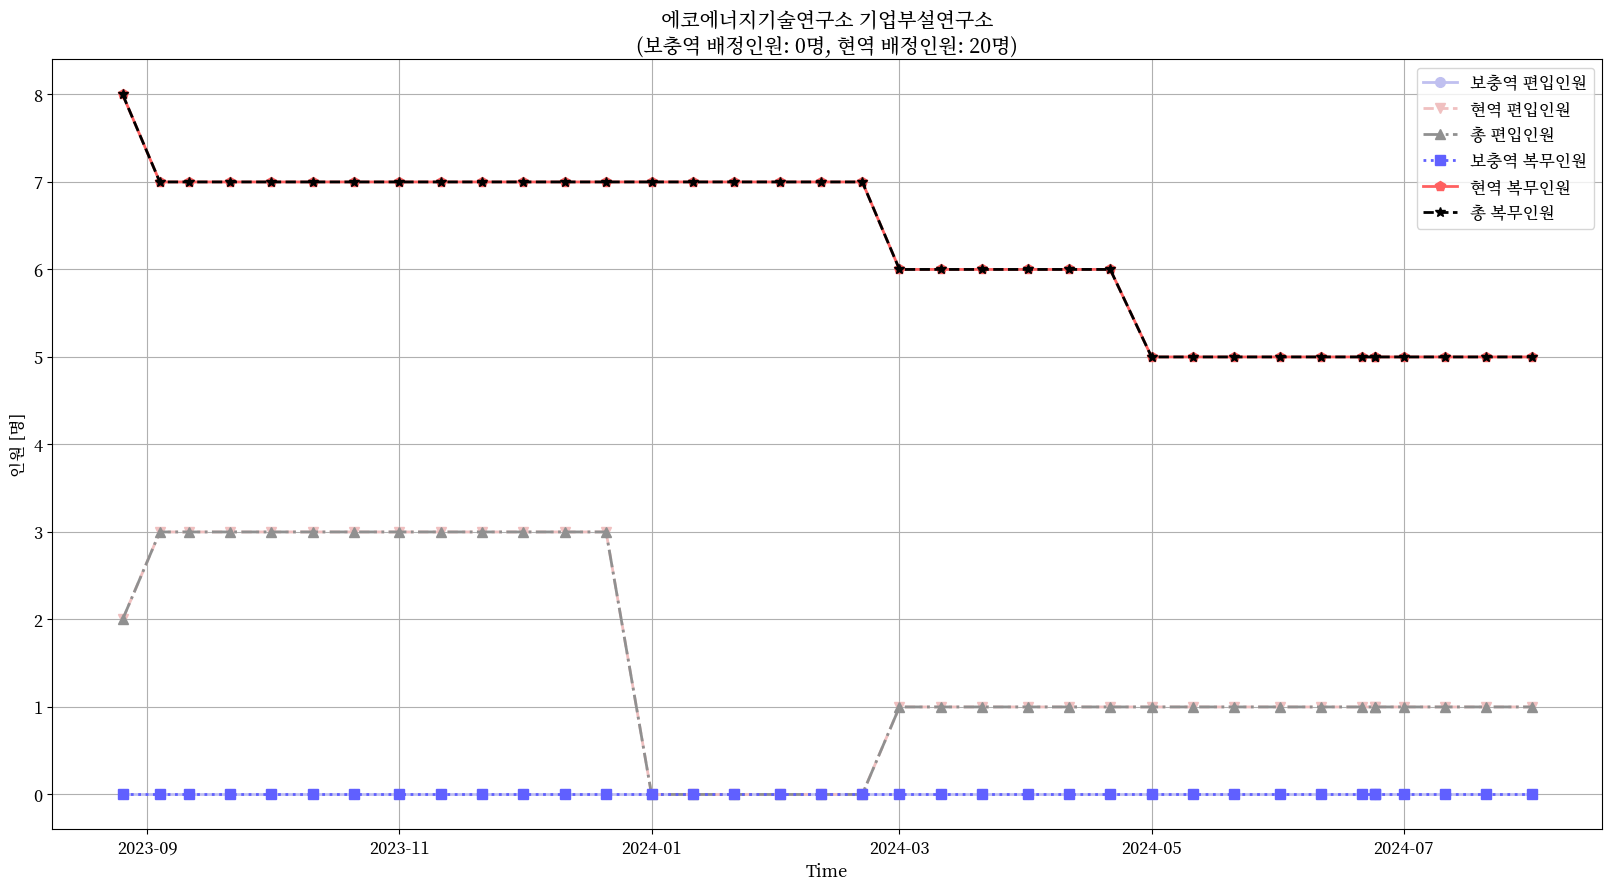 에코에너지기술연구소 기업부설연구소
(보충역 배정인원: 0명, 현역 배정인원: 20명)
보충역 편입인원
현역 편입인원
총 편입인원
보충역 복무인원
현역 복무인원
총 복무인원
인원 [명]
8
7
6
5
4
3
2
1
0
2023-09
2023-11
2024-01
2024-03
2024-05
2024-07
Time